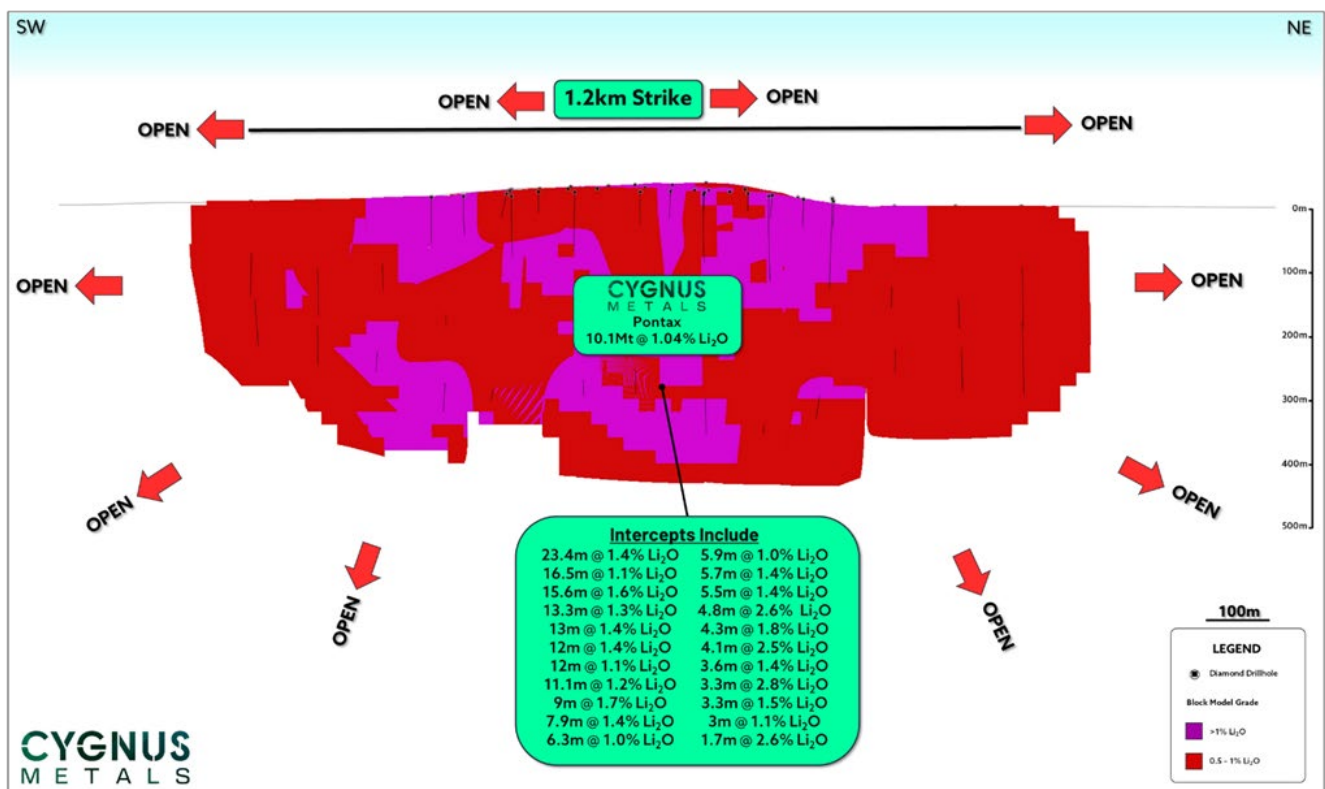 SW
NE
OPEN 1.2km Strike OPEN
OPEN OPEN
0m
100m
200m
300m
400m
500m
OPEN
OPEN
CYGNUS
METALS
Pontax
10.1Mt @ 1.04% Li₂O
OPEN
OPEN
OPEN
OPEN
Intercepts Include
23.4m @ 1.4% Li₂O 5.9m @ 1.0% Li₂O
16.5m @ 1.1% Li₂O 5.7m @ 1.4% Li₂O
15.6m @ 1.6% Li₂O 5.5m @ 1.4% Li₂O
13.3m @ 1.3% Li₂O 4.8m @ 2.6% Li₂O
13m @ 1.4% Li₂O 4.3m @ 1.8% Li₂O
12m @ 1.4% Li₂O 4.1m @ 2.5% Li₂O
12m @ 1.1% Li₂O 3.6m @ 1.4% Li₂O
11.1m @ 1.2% Li₂O 3.3m @ 2.8% Li₂O
9m @ 1.7% Li₂O 3.3m @ 1.5% Li₂O
7.9m @ 1.4% Li₂O 3m @ 1.1% Li₂O
6.3m @ 1.0% Li₂O 1.7m @ 2.6% Li₂O
100m
LEGEND
Diamond Drillhole
Block Model Grade
>1% Li₂O
0.5 - 1% Li₂O
CYGNUS
METALS